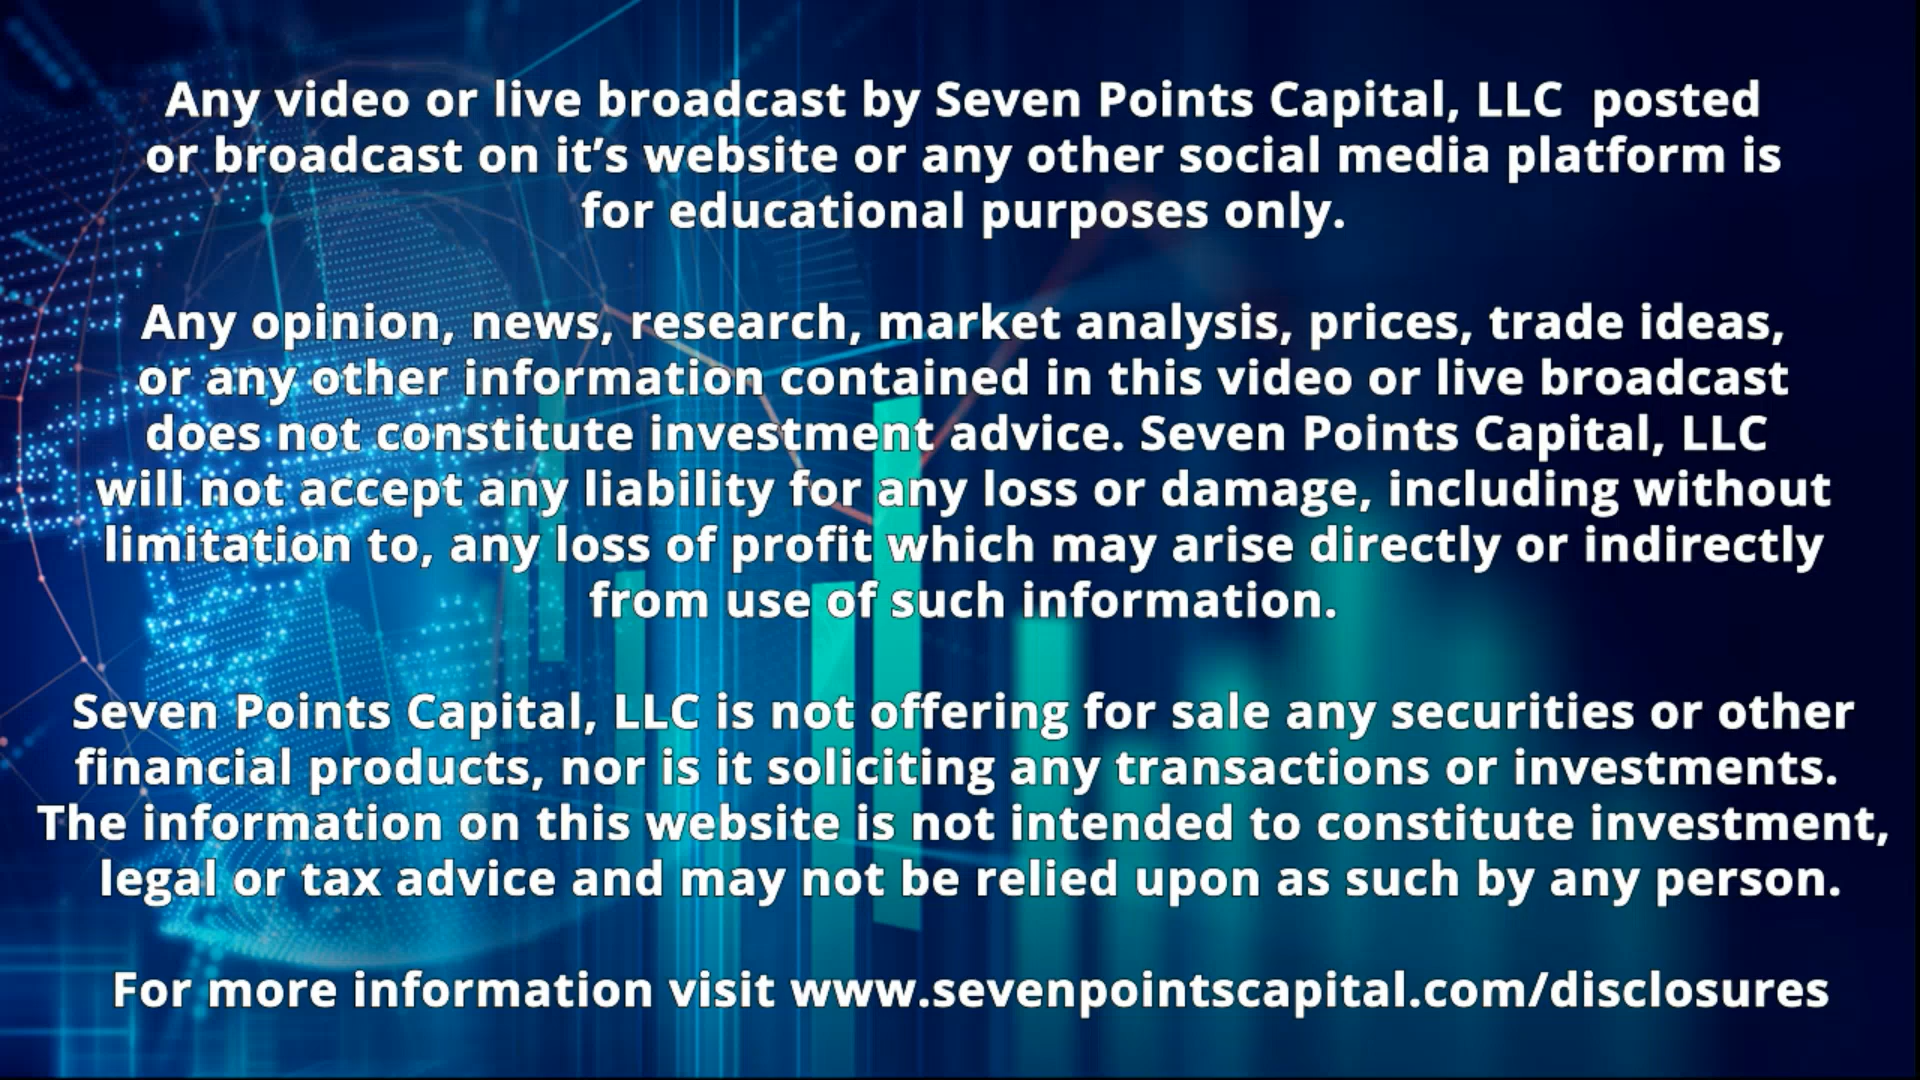 Any video or live broadcast by Seven Points Capital, LLC  posted
or broadcast on it’s website or any other social media platform is
for educational purposes only.
Any opinion, news, research, market analysis, prices, trade ideas,
or any other information contained in this video or live broadcast
does not constitute investment advice. Seven Points Capital, LLC
will not accept any liability for any loss or damage, including without
limitation to, any loss of profit which may arise directly or indirectly
from use of such information.
Seven Points Capital, LLC is not offering for sale any securities or other
financial products, nor is it soliciting any transactions or investments.
The information on this website is not intended to constitute investment,
legal or tax advice and may not be relied upon as such by any person.
For more information visit www.sevenpointscapital.com/disclosures